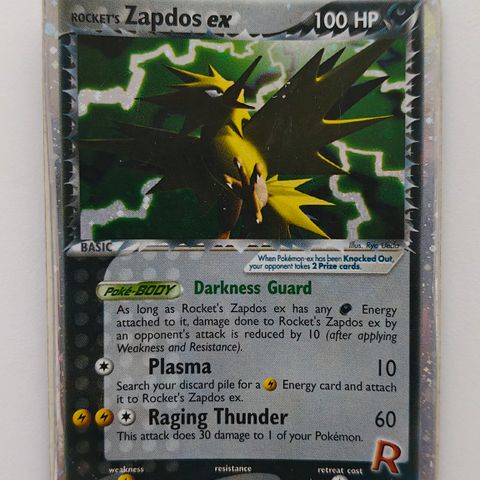 ROCKET'S Zapdos ex 100 HP
Illus. Ryo Ueda
BASIC
When Pokémon-ex has been Knocked Out,
your opponent takes 2 Prize cards.
Poké-BODY Darkness Guard
As long as Rocket's Zapdos ex has any Energy
attached to it, damage done to Rocket's Zapdos ex by
an opponent's attack is reduced by 10 (after applying
Weakness and Resistance).
Plasma 10
Search your discard pile for a Energy card and attach
it to Rocket's Zapdos ex.
Raging Thunder 60
This attack does 30 damage to 1 of your Pokémon.
R
weakness resistance retreat cost